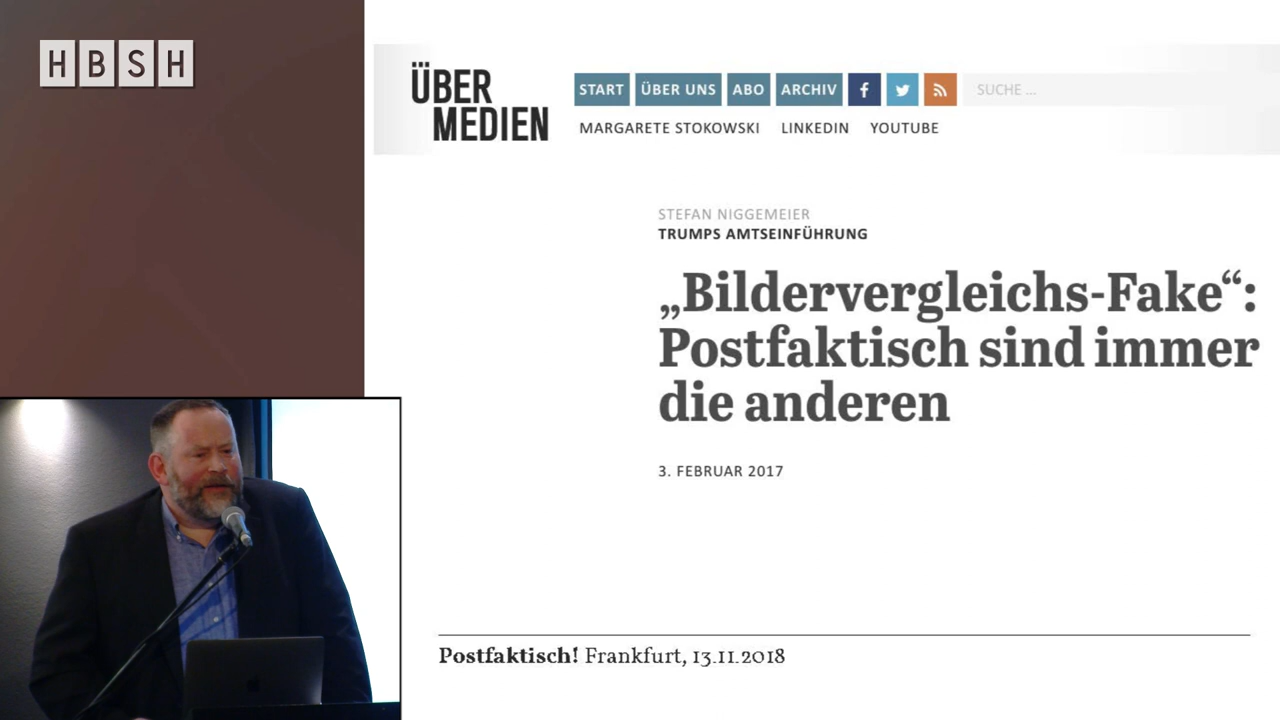 HBSH
ÜBER
MEDIEN
START ÜBER UNS ABO ARCHIV f SUCHE ...
MARGARETE STOKOWSKI LINKEDIN YOUTUBE
STEFAN NIGGEMEIER
TRUMPS AMTSEINFÜHRUNG
„Bildervergleichs-Fake“:
Postfaktisch sind immer
die anderen
3. FEBRUAR 2017
Postfaktisch! Frankfurt, 13.11.2018